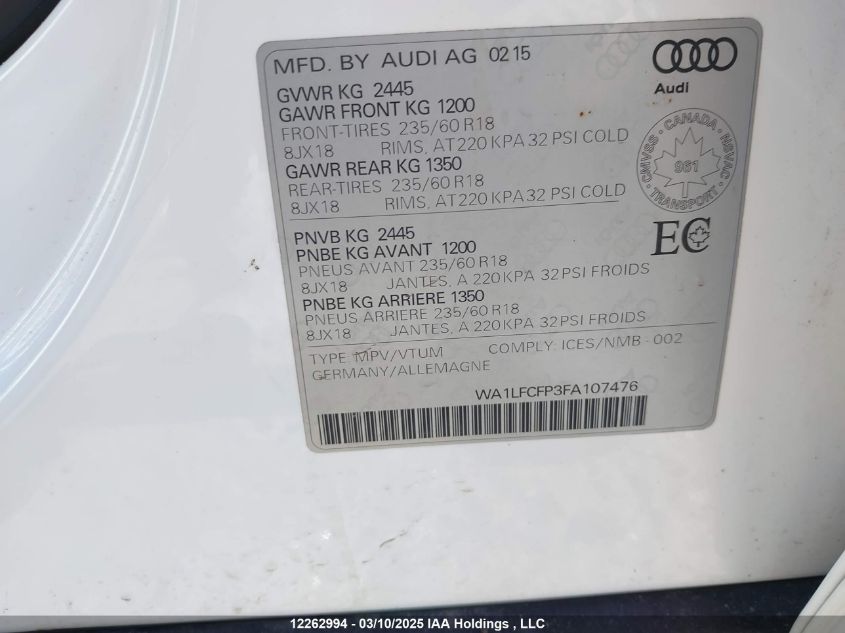 MFD. BY AUDI AG 0215
Audi
GVWR KG 2445
GAWR FRONT KG 1200
FRONT-TIRES 235/60 R18
8JX18 RIMS, AT 220 KPA 32 PSI COLD
GAWR REAR KG 1350
REAR-TIRES 235/60 R18
8JX18 RIMS, AT 220 KPA 32 PSI COLD
CANADA
CMVSS NSVAC
961
TRANSPORT
EC
PNVB KG 2445
PNBE KG AVANT 1200
PNEUS AVANT 235/60 R18
8JX18 JANTES, A 220 KPA 32 PSI FROIDS
PNBE KG ARRIERE 1350
PNEUS ARRIERE 235/60 R18
8JX18 JANTES, A 220 KPA 32 PSI FROIDS
TYPE MPV/VTUM COMPLY: ICES/NMB - 002
GERMANY/ALLEMAGNE
WA1LFCFP3FA107476
12262994 - 03/10/2025 IAA Holdings , LLC